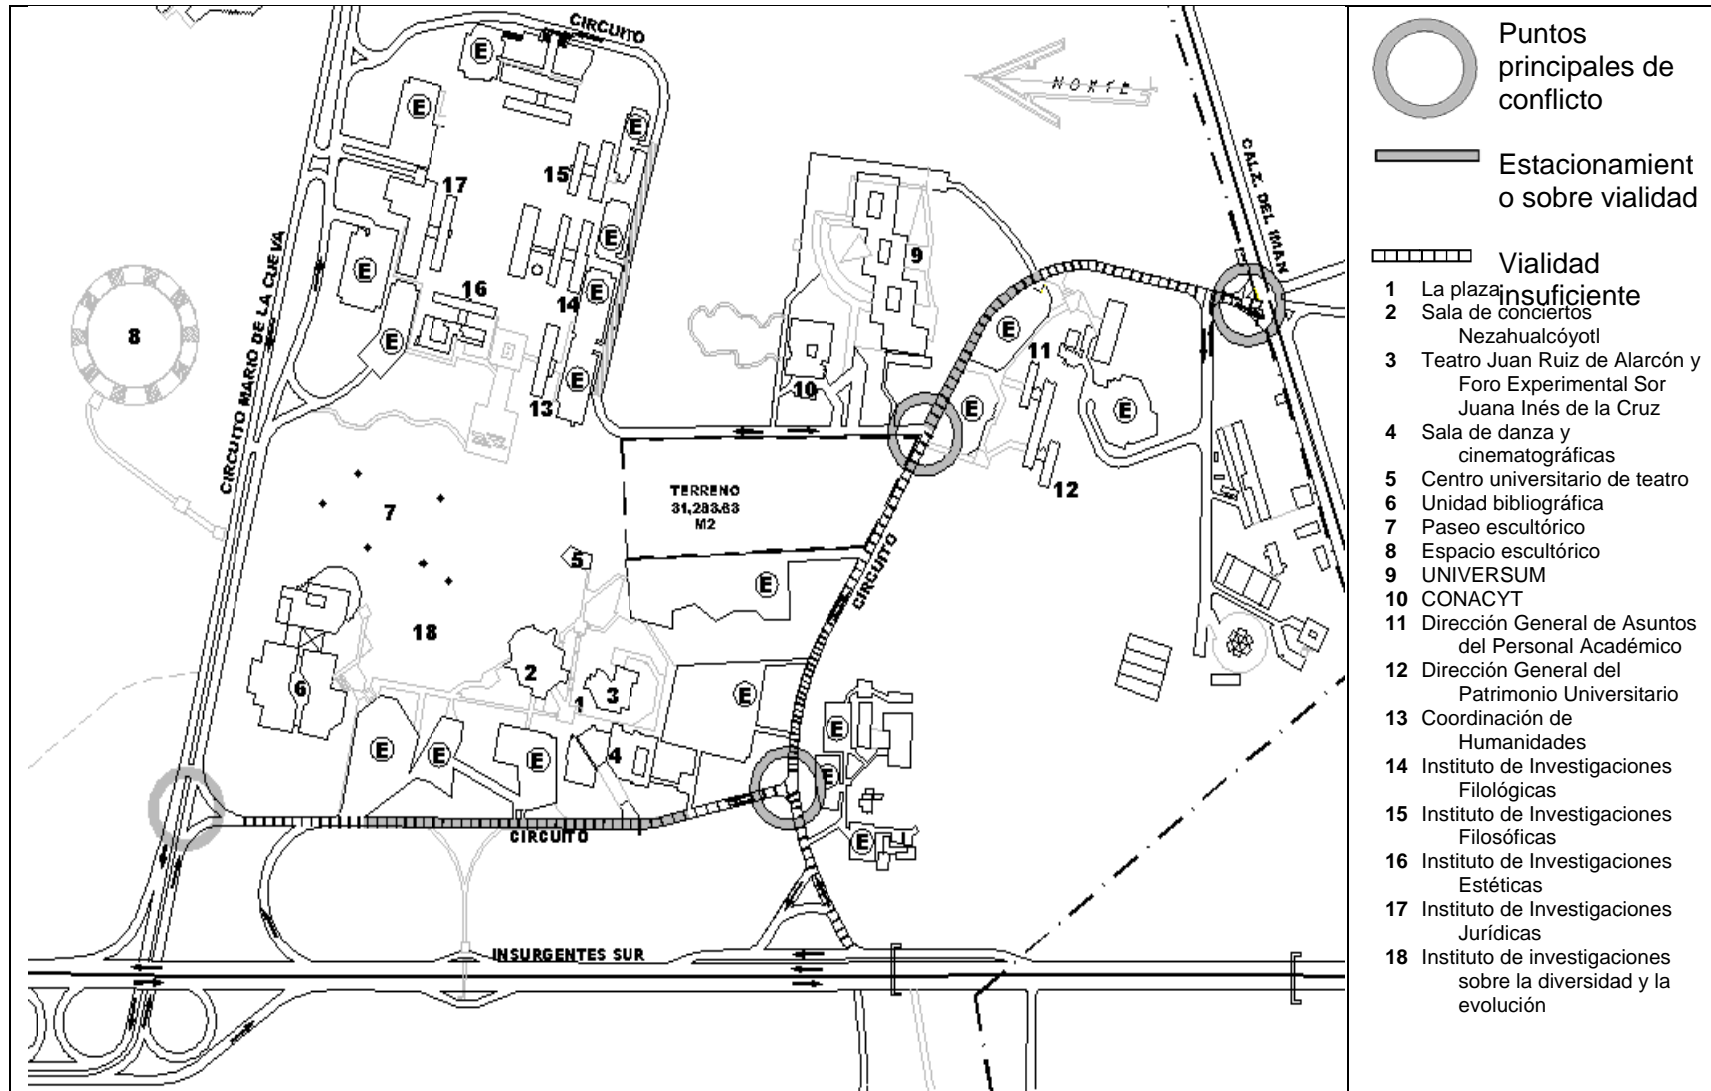 CIRCUITO
E
E
E
NORTE
CALZ. DEL IMAN
15
17
E
E
9
CIRCUITO MARIO DE LA CUEVA
16
14
E
E
8
E
11
E
10
13
E
E
E
7
TERRENO
31,283.63
M2
12
CIRCUITO
5
E
18
2
6
3
1
E
E
E
E
4
E
E
CIRCUITO
E
INSURGENTES SUR
Puntos
principales de
conflicto
Estacionamient
o sobre vialidad
Vialidad
insuficiente
1 La plaza
2 Sala de conciertos
Nezahualcóyotl
3 Teatro Juan Ruiz de Alarcón y
Foro Experimental Sor
Juana Inés de la Cruz
4 Sala de danza y
cinematográficas
5 Centro universitario de teatro
6 Unidad bibliográfica
7 Paseo escultórico
8 Espacio escultórico
9 UNIVERSUM
10 CONACYT
11 Dirección General de Asuntos
del Personal Académico
12 Dirección General del
Patrimonio Universitario
13 Coordinación de
Humanidades
14 Instituto de Investigaciones
Filológicas
15 Instituto de Investigaciones
Filosóficas
16 Instituto de Investigaciones
Estéticas
17 Instituto de Investigaciones
Jurídicas
18 Instituto de investigaciones
sobre la diversidad y la
evolución